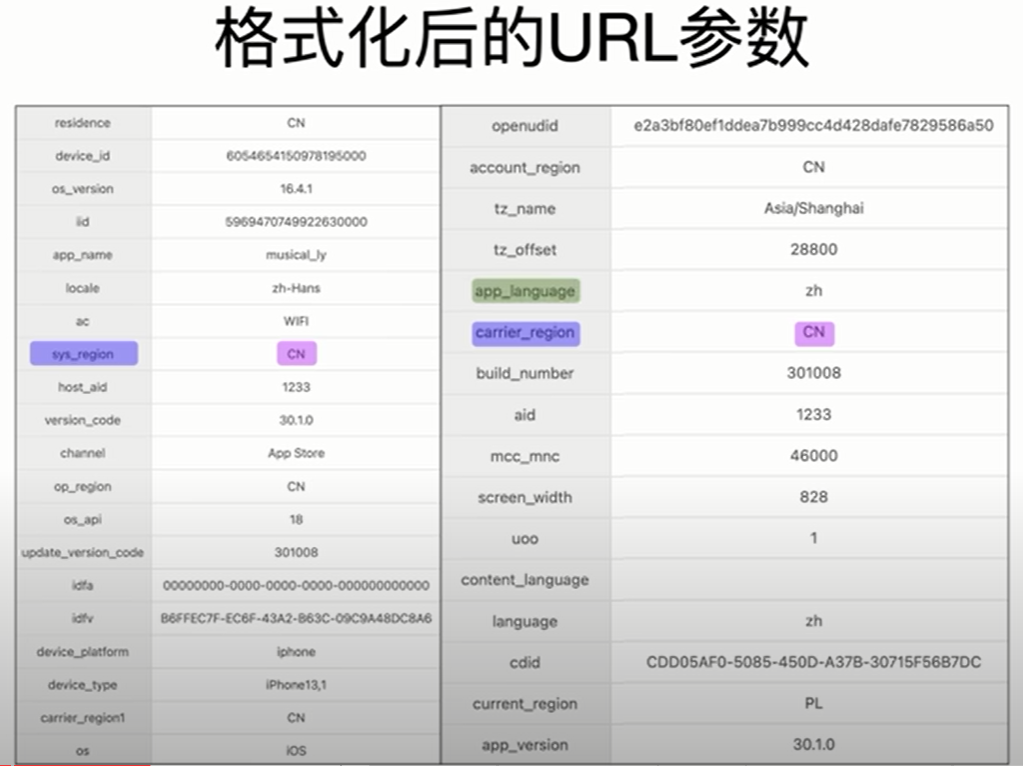 格式化后的URL参数
residence CN
device_id 6054654150978195000
os_version 16.4.1
iid 5969470749922630000
app_name musical_ly
locale zh-Hans
ac WIFI
sys_region CN
host_aid 1233
version_code 30.1.0
channel App Store
op_region CN
os_api 18
update_version_code 301008
idfa 00000000-0000-0000-0000-000000000000
idfv B6FFEC7F-EC6F-43A2-B63C-09C9A48DC8A6
device_platform iphone
device_type iPhone13,1
carrier_region1 CN
os iOS
openudid e2a3bf80ef1ddea7b999cc4d428dafe7829586a50
account_region CN
tz_name Asia/Shanghai
tz_offset 28800
app_language zh
carrier_region CN
build_number 301008
aid 1233
mcc_mnc 46000
screen_width 828
uoo 1
content_language
language zh
cdid CDD05AF0-5085-450D-A37B-30715F56B7DC
current_region PL
app_version 30.1.0